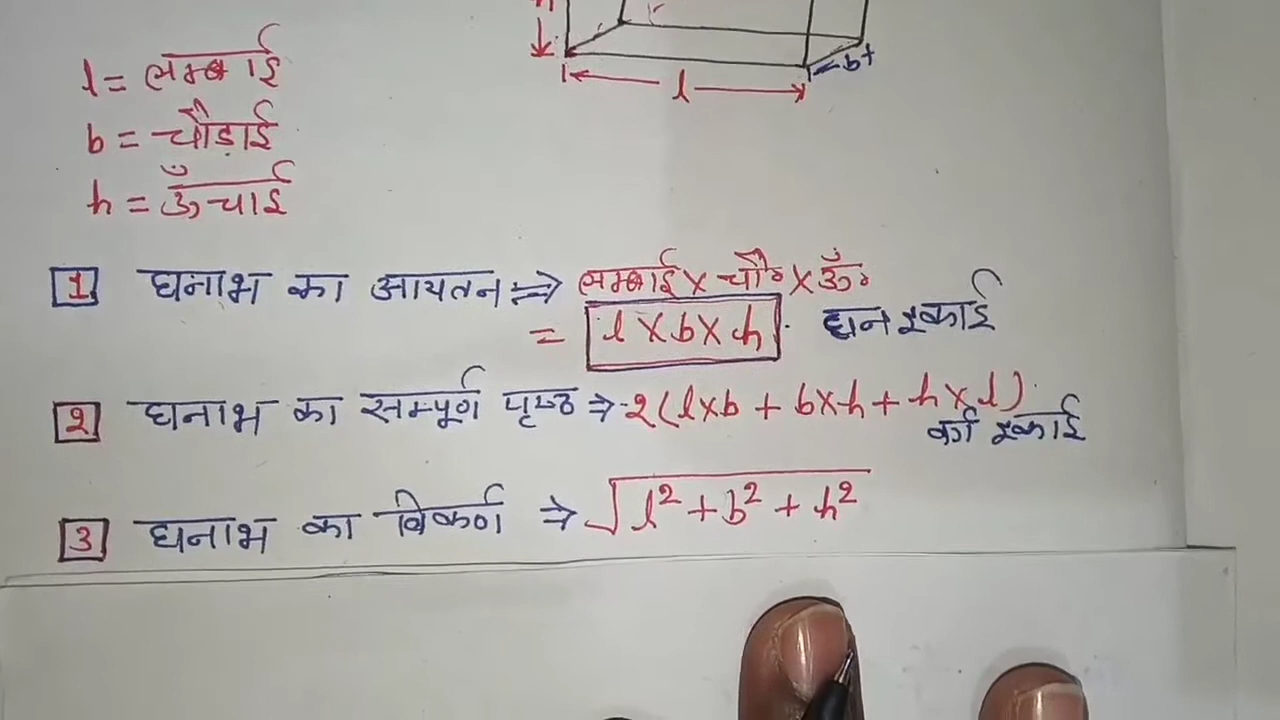 h
l
b
l = लम्बाई
b = चौड़ाई
h = ऊँचाई
1 घनाभ का आयतन ⇒ लम्बाई × चौ० × ऊँ०
= l × b × h . घन इकाई
2 घनाभ का सम्पूर्ण पृष्ठ ⇒ 2(l×b + b×h + h×l)
वर्ग इकाई
3 घनाभ का विकर्ण ⇒ √l² + b² + h²